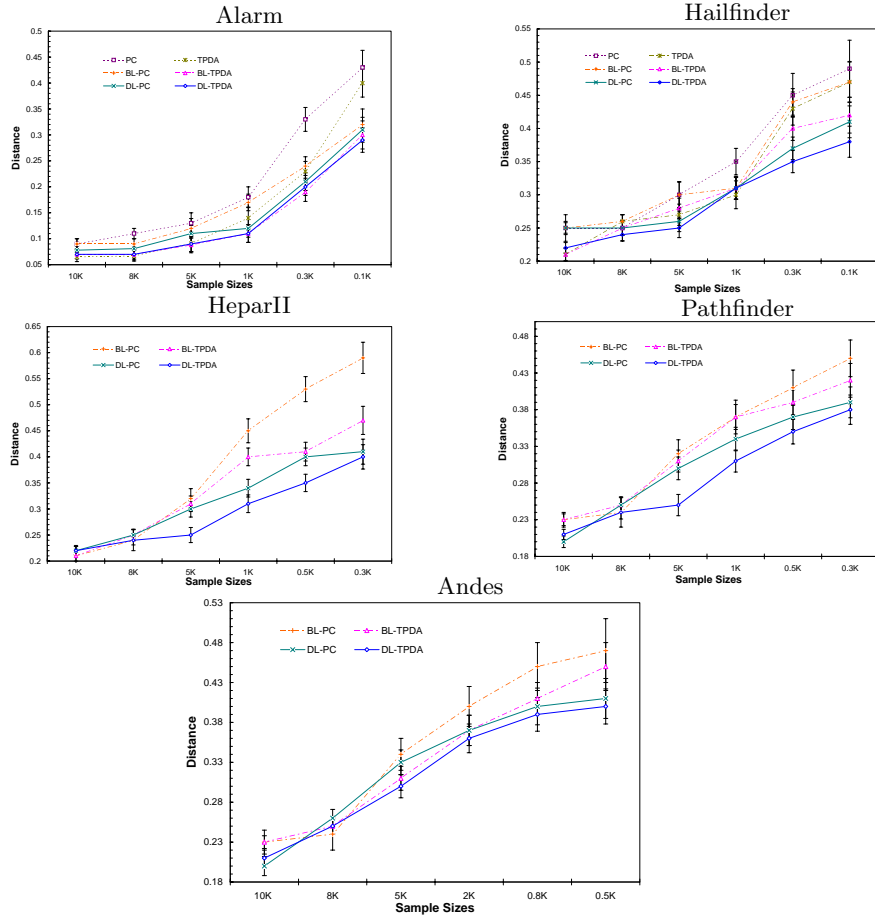 Alarm
0.5
0.45
0.4
0.35
0.3
0.25
0.2
0.15
0.1
0.05
Distance
PC
TPDA
BL-PC
BL-TPDA
DL-PC
DL-TPDA
10K 8K 5K 1K 0.3K 0.1K
Sample Sizes
Hailfinder
0.55
0.5
0.45
0.4
0.35
0.3
0.25
0.2
Distance
PC
TPDA
BL-PC
BL-TPDA
DL-PC
DL-TPDA
10K 8K 5K 1K 0.3K 0.1K
Sample Sizes
HeparII
0.65
0.6
0.55
0.5
0.45
0.4
0.35
0.3
0.25
0.2
Distance
BL-PC
BL-TPDA
DL-PC
DL-TPDA
10K 8K 5K 1K 0.5K 0.3K
Sample Sizes
Pathfinder
0.48
0.43
0.38
0.33
0.28
0.23
0.18
Distance
BL-PC
BL-TPDA
DL-PC
DL-TPDA
10K 8K 5K 1K 0.5K 0.3K
Sample Sizes
Andes
0.53
0.48
0.43
0.38
0.33
0.28
0.23
0.18
Distance
BL-PC
BL-TPDA
DL-PC
DL-TPDA
10K 8K 5K 2K 0.8K 0.5K
Sample Sizes